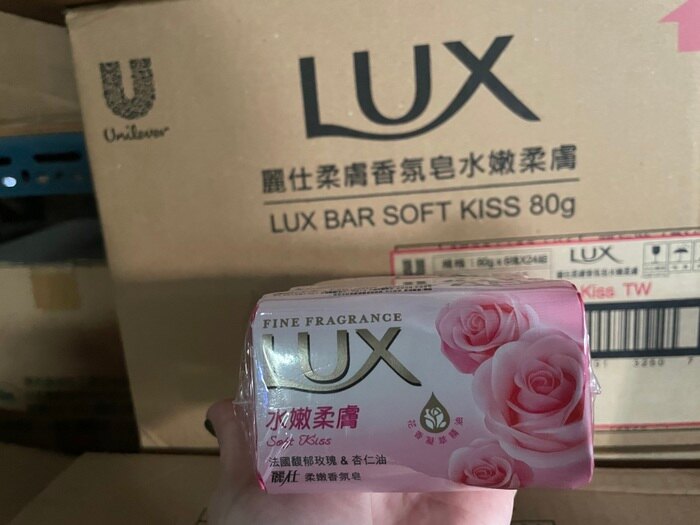 LUX
Unilever
麗仕柔膚香氛皂水嫩柔膚
LUX BAR SOFT KISS 80g
LUX
Kiss TW
FINE FRAGRANCE
LUX
水嫩柔膚
Soft Kiss
法國馥郁玫瑰 & 杏仁油
麗仕 柔嫩香氛皂